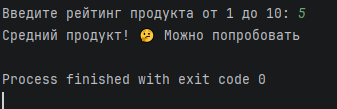 Введите рейтинг продукта от 1 до 10: 5
Средний продукт! 🤔 Можно попробовать
Process finished with exit code 0